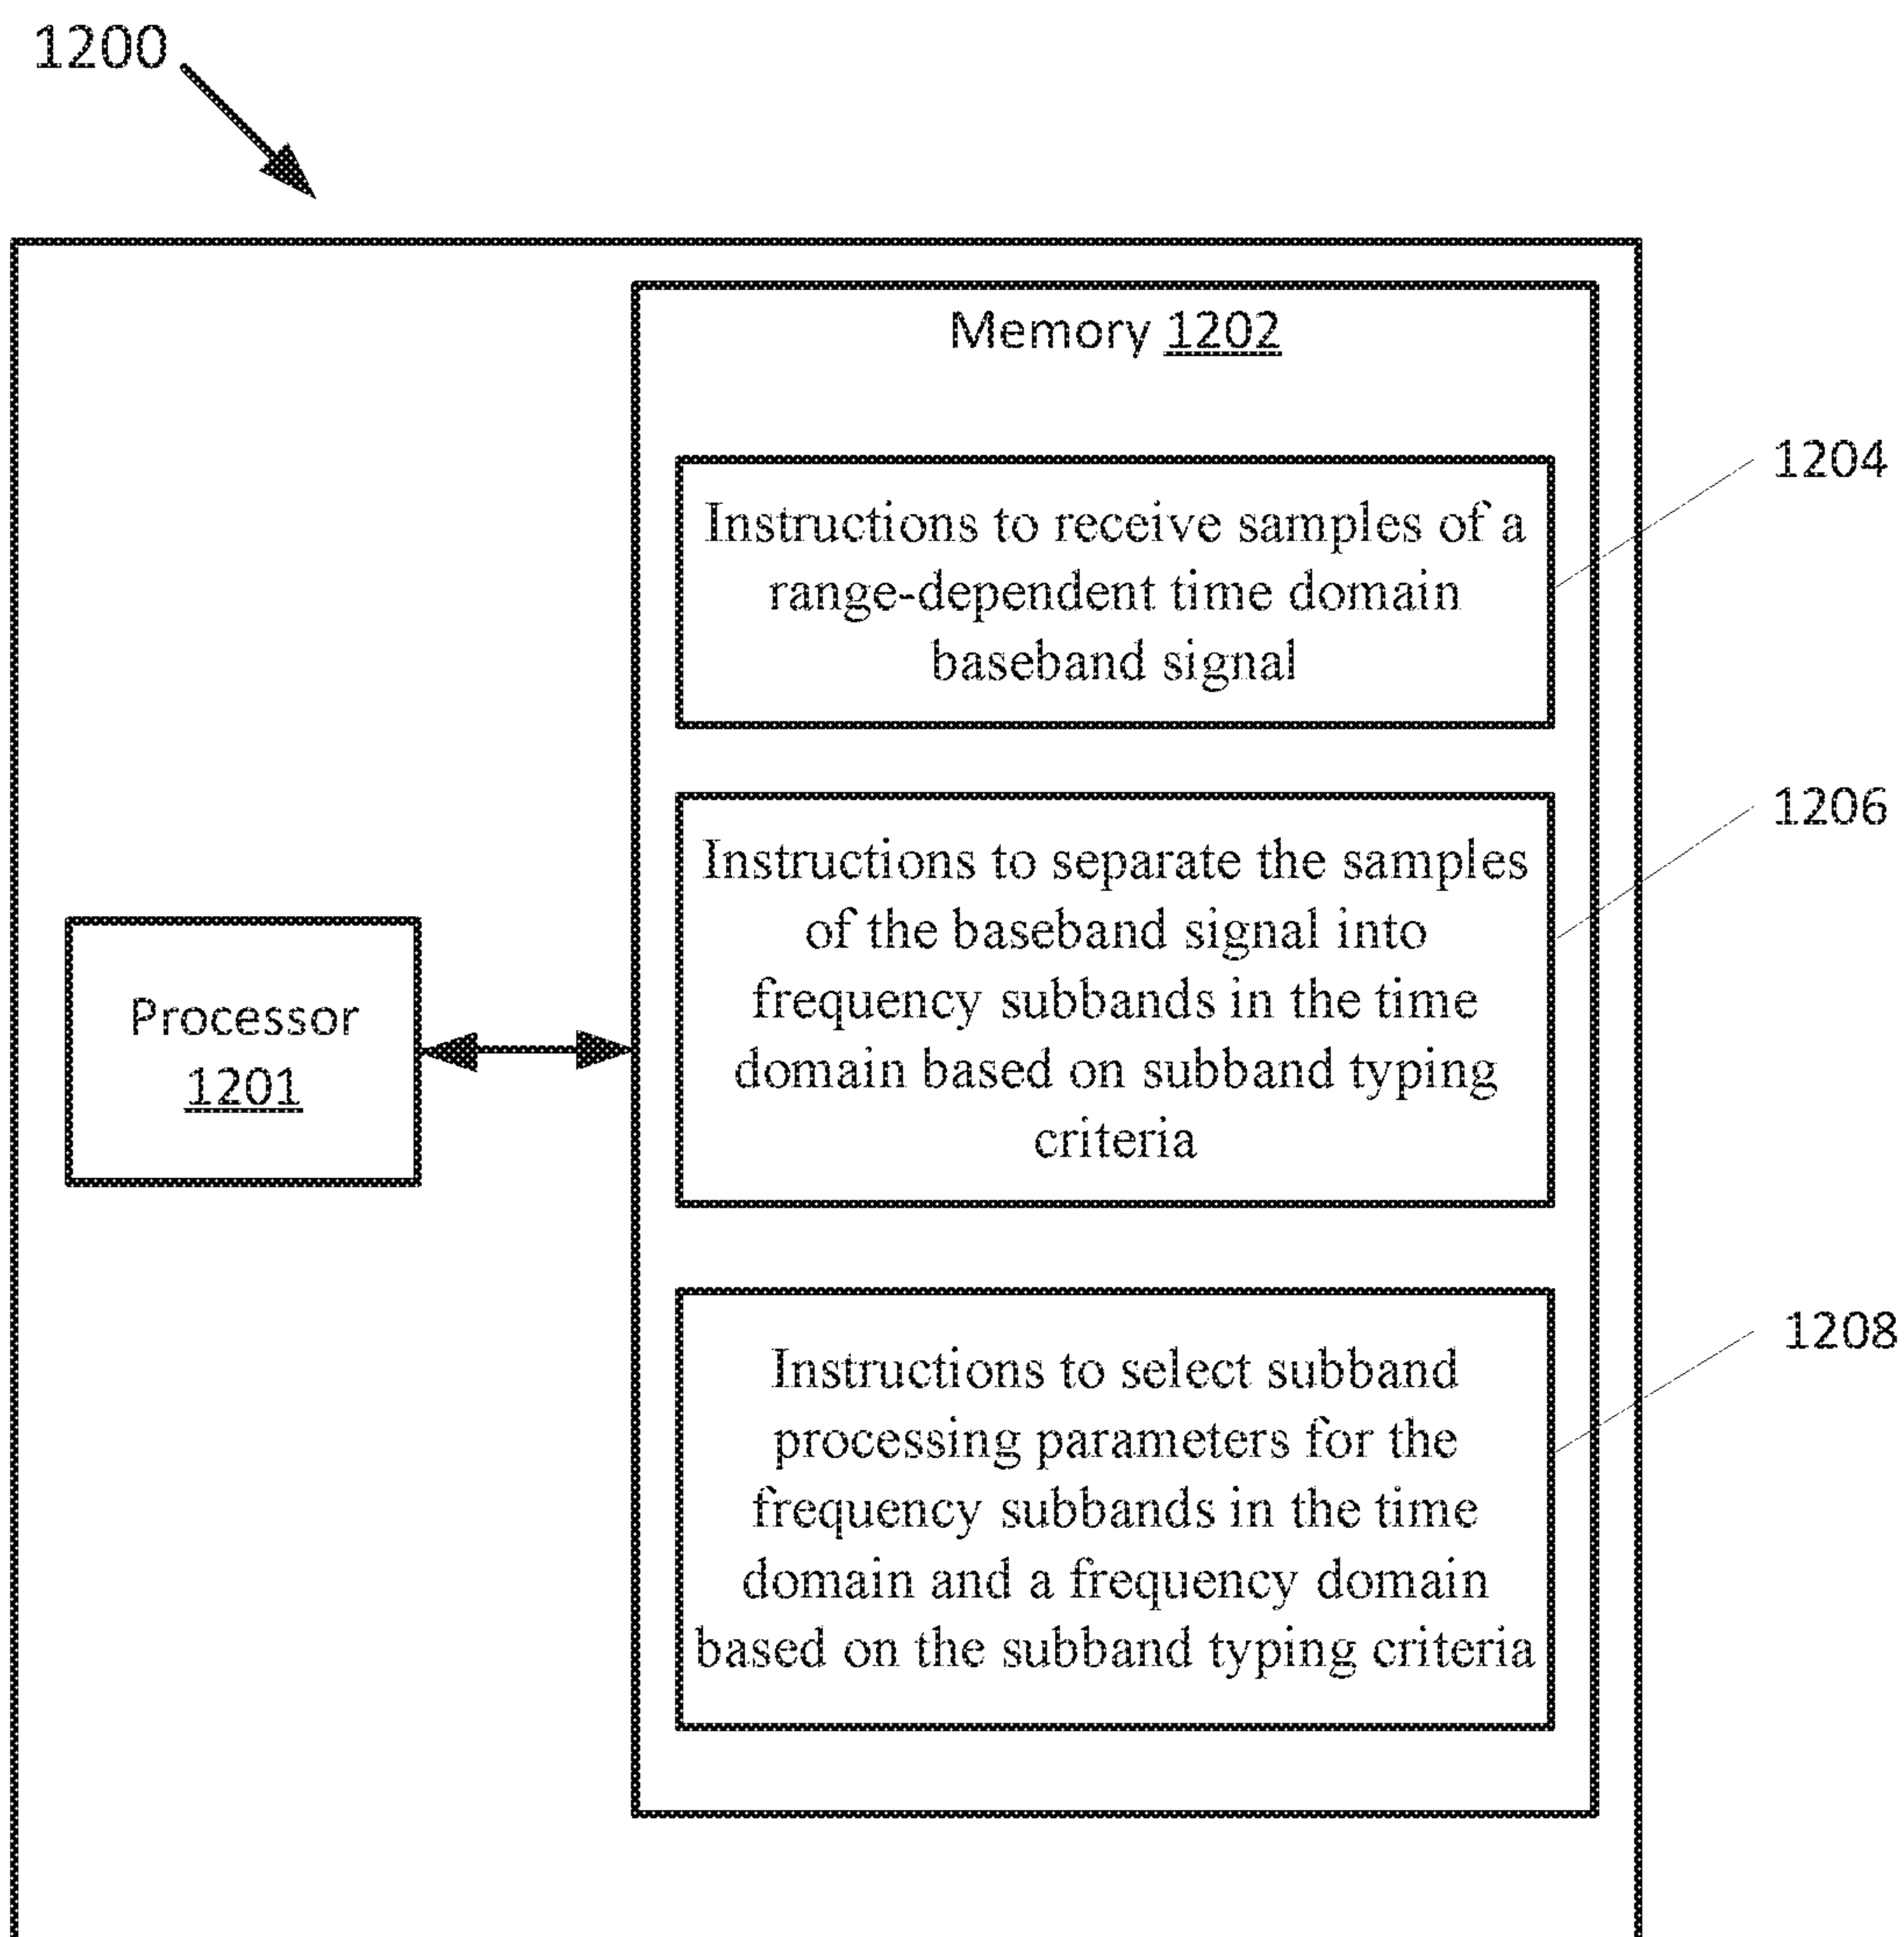 1200
Memory 1202
1204
Instructions to receive samples of a
range-dependent time domain
baseband signal
1206
Instructions to separate the samples
of the baseband signal into
frequency subbands in the time
domain based on subband typing
criteria
Processor
1201
1208
Instructions to select subband
processing parameters for the
frequency subbands in the time
domain and a frequency domain
based on the subband typing criteria